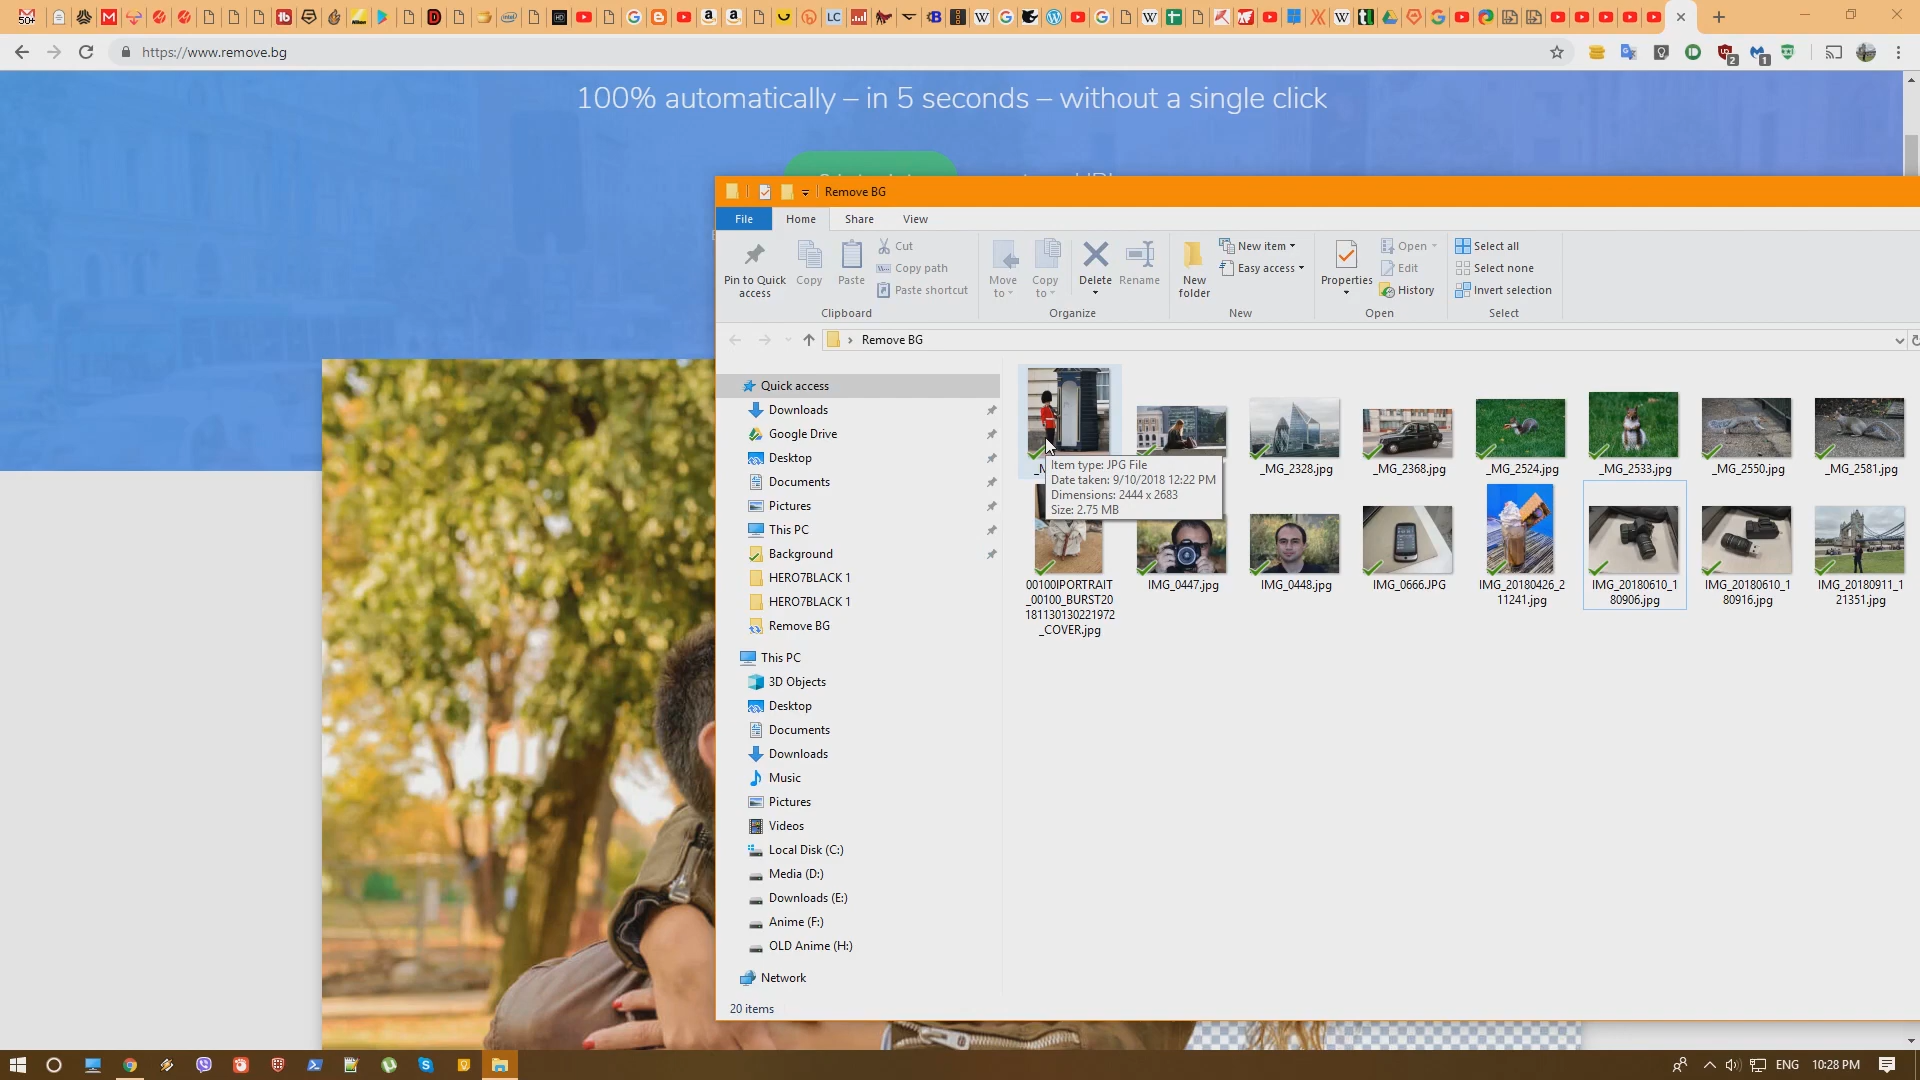 50+
https://www.remove.bg
2
1
100% automatically – in 5 seconds – without a single click
Remove BG
File
Home
Share
View
Pin to Quick access
Copy
Paste
Cut
Copy path
Paste shortcut
Clipboard
Move to
Copy to
Delete
Rename
Organize
New folder
New item
Easy access
New
Properties
Open
Edit
History
Open
Select all
Select none
Invert selection
Select
Remove BG
Quick access
Downloads
Google Drive
Desktop
Documents
Pictures
This PC
Background
HERO7BLACK 1
HERO7BLACK 1
Remove BG
This PC
3D Objects
Desktop
Documents
Downloads
Music
Pictures
Videos
Local Disk (C:)
Media (D:)
Downloads (E:)
Anime (F:)
OLD Anime (H:)
Network
20 items
_MG_2328.jpg
_MG_2368.jpg
_MG_2524.jpg
_MG_2533.jpg
_MG_2550.jpg
_MG_2581.jpg
Item type: JPG File
Date taken: 9/10/2018 12:22 PM
Dimensions: 2444 x 2683
Size: 2.75 MB
00100lPORTRAIT
_00100_BURST20
181130130221972
_COVER.jpg
IMG_0447.jpg
IMG_0448.jpg
IMG_0666.JPG
IMG_20180426_2
11241.jpg
IMG_20180610_1
80906.jpg
IMG_20180610_1
80916.jpg
IMG_20180911_1
21351.jpg
ENG
10:28 PM